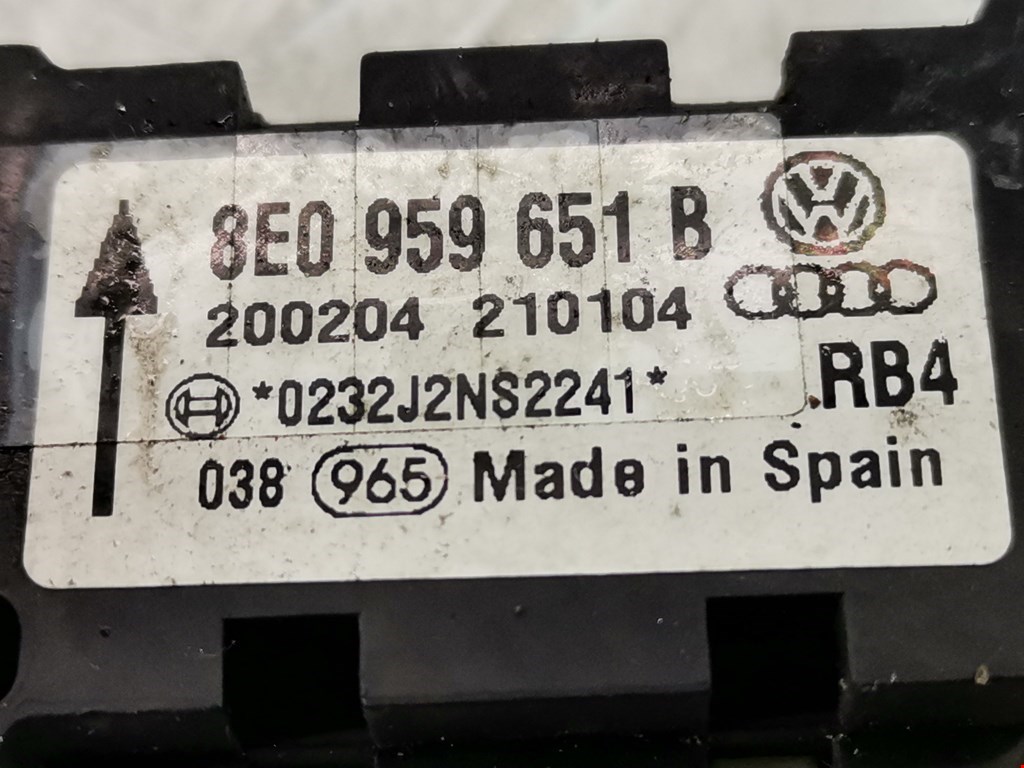 8E0 959 651 B
200204 210104
*0232J2NS2241* RB4
038 965 Made in Spain